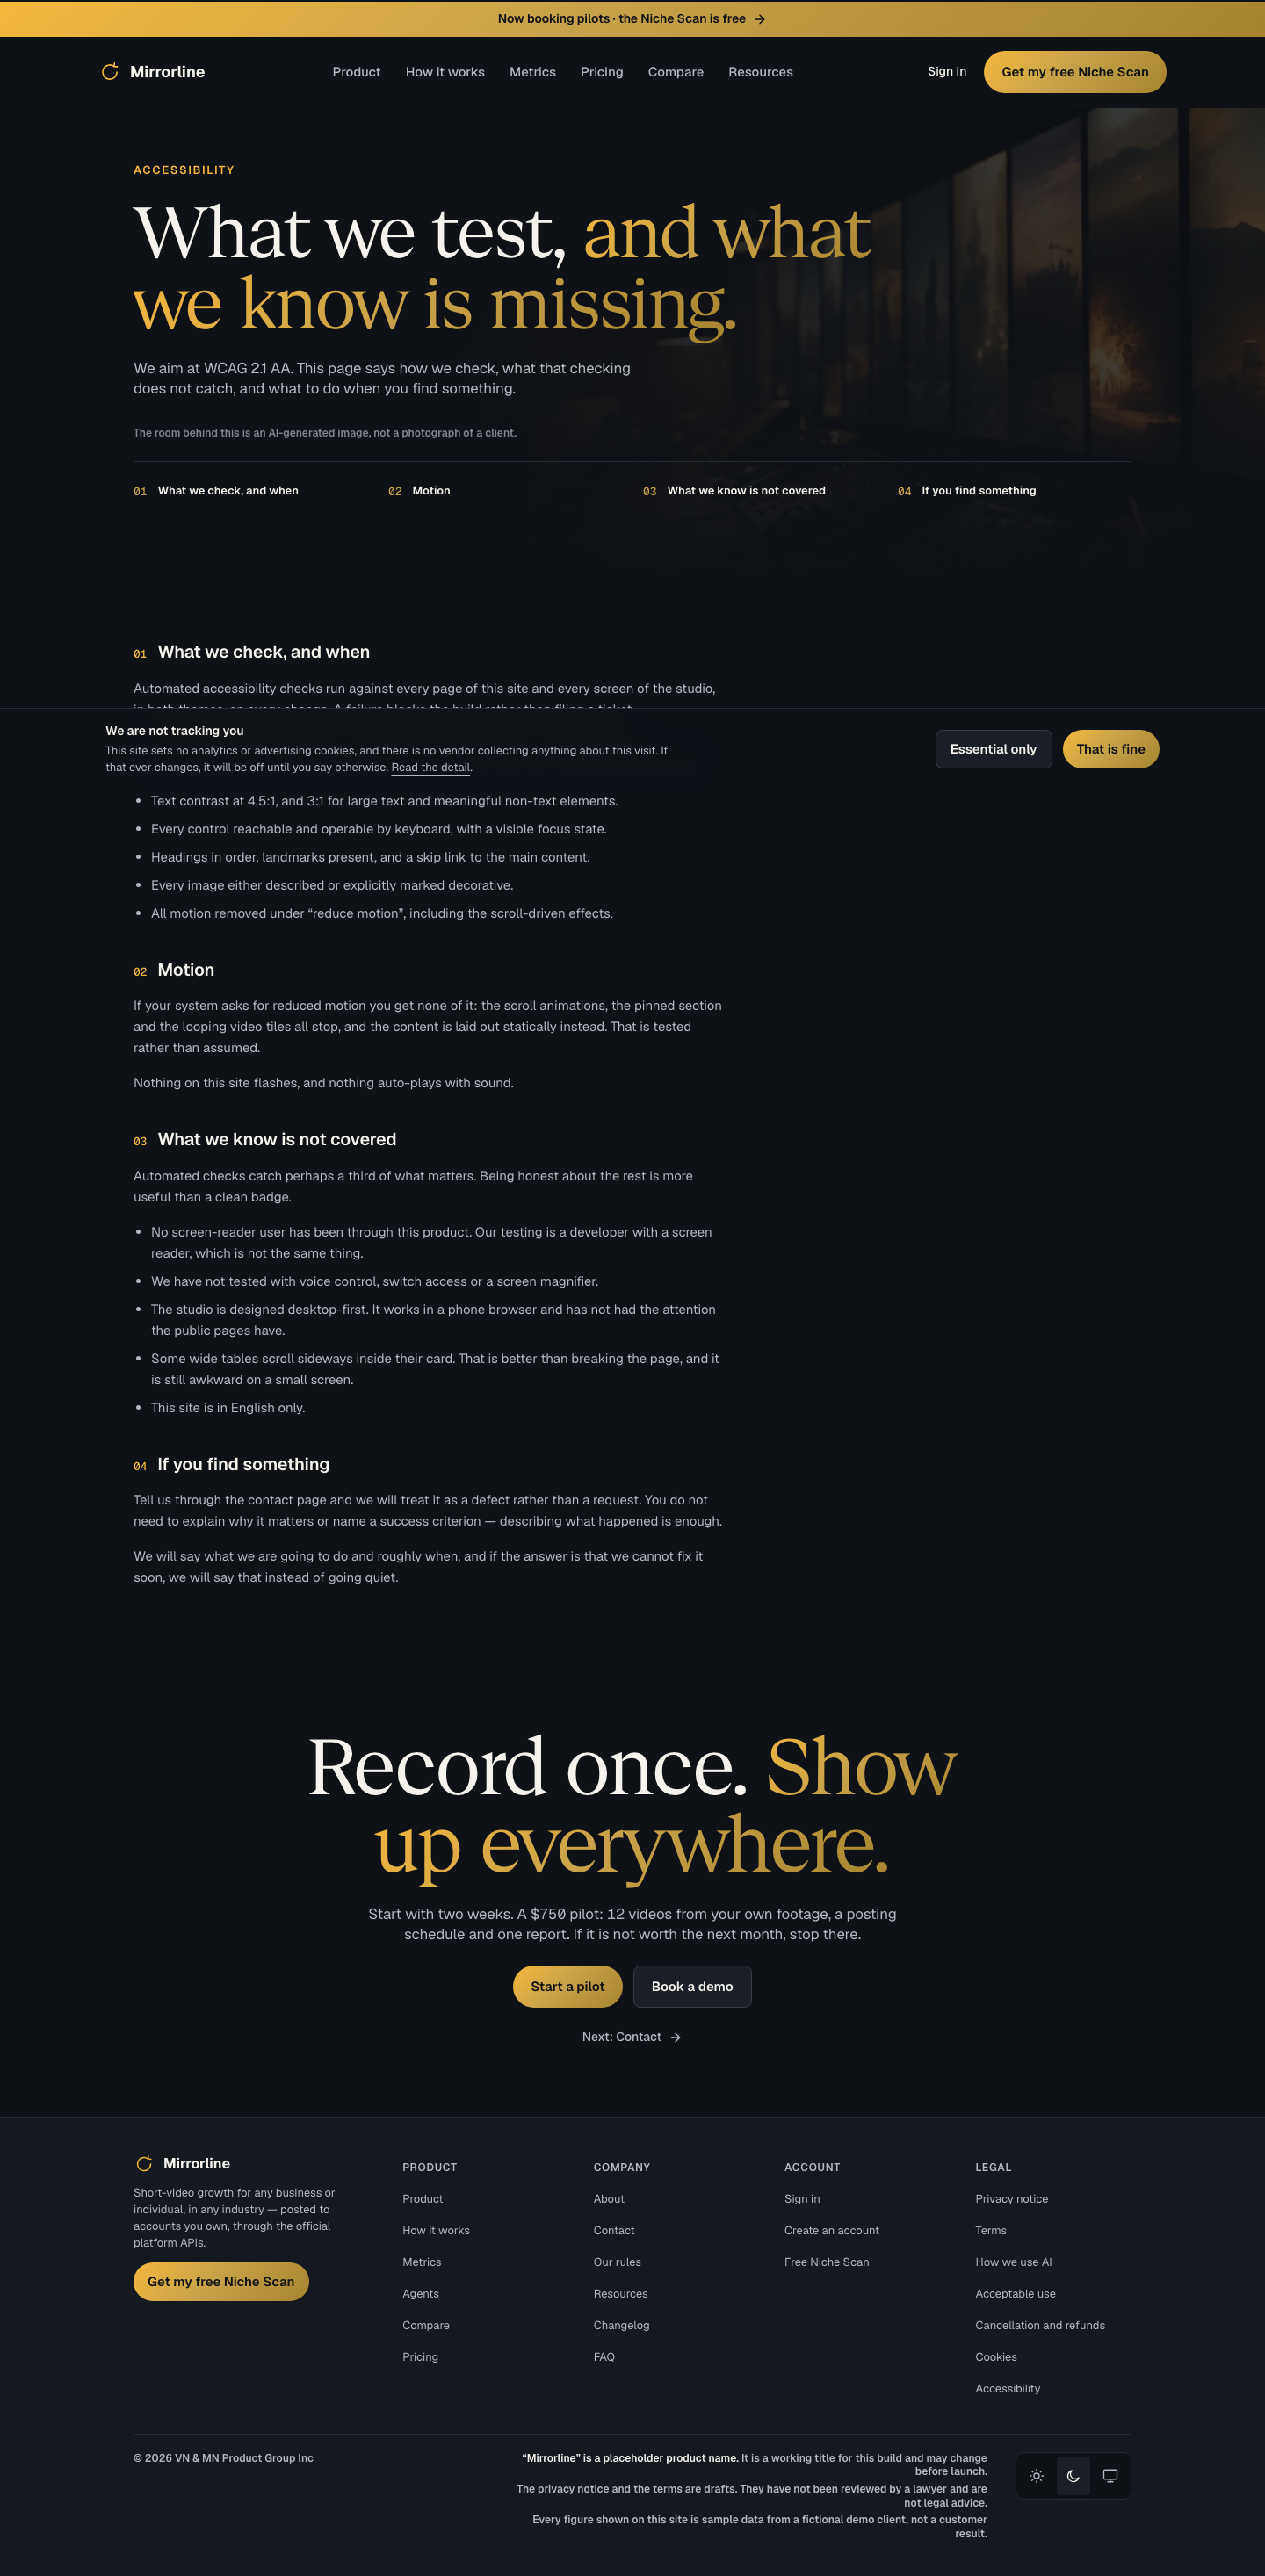 Now booking pilots · the Niche Scan is free
Mirrorline
Product
How it works
Metrics
Pricing
Compare
Resources
Sign in
Get my free Niche Scan
ACCESSIBILITY
What we test, and what
we know is missing.
We aim at WCAG 2.1 AA. This page says how we check, what that checking
does not catch, and what to do when you find something.
The room behind this is an AI-generated image, not a photograph of a client.
01 What we check, and when
02 Motion
03 What we know is not covered
04 If you find something
01 What we check, and when
Automated accessibility checks run against every page of this site and every screen of the studio,
in both themes, on every change. A failure blocks the build rather than filing a ticket.
We are not tracking you
This site sets no analytics or advertising cookies, and there is no vendor collecting anything about this visit. If
that ever changes, it will be off until you say otherwise. Read the detail.
Essential only
That is fine
• Text contrast at 4.5:1, and 3:1 for large text and meaningful non-text elements.
• Every control reachable and operable by keyboard, with a visible focus state.
• Headings in order, landmarks present, and a skip link to the main content.
• Every image either described or explicitly marked decorative.
• All motion removed under “reduce motion”, including the scroll-driven effects.
02 Motion
If your system asks for reduced motion you get none of it: the scroll animations, the pinned section
and the looping video tiles all stop, and the content is laid out statically instead. That is tested
rather than assumed.
Nothing on this site flashes, and nothing auto-plays with sound.
03 What we know is not covered
Automated checks catch perhaps a third of what matters. Being honest about the rest is more
useful than a clean badge.
• No screen-reader user has been through this product. Our testing is a developer with a screen
reader, which is not the same thing.
• We have not tested with voice control, switch access or a screen magnifier.
• The studio is designed desktop-first. It works in a phone browser and has not had the attention
the public pages have.
• Some wide tables scroll sideways inside their card. That is better than breaking the page, and it
is still awkward on a small screen.
• This site is in English only.
04 If you find something
Tell us through the contact page and we will treat it as a defect rather than a request. You do not
need to explain why it matters or name a success criterion — describing what happened is enough.
We will say what we are going to do and roughly when, and if the answer is that we cannot fix it
soon, we will say that instead of going quiet.
Record once. Show
up everywhere.
Start with two weeks. A $750 pilot: 12 videos from your own footage, a posting
schedule and one report. If it is not worth the next month, stop there.
Start a pilot
Book a demo
Next: Contact
Mirrorline
Short-video growth for any business or
individual, in any industry — posted to
accounts you own, through the official
platform APIs.
Get my free Niche Scan
PRODUCT
Product
How it works
Metrics
Agents
Compare
Pricing
COMPANY
About
Contact
Our rules
Resources
Changelog
FAQ
ACCOUNT
Sign in
Create an account
Free Niche Scan
LEGAL
Privacy notice
Terms
How we use AI
Acceptable use
Cancellation and refunds
Cookies
Accessibility
© 2026 VN & MN Product Group Inc
“Mirrorline” is a placeholder product name. It is a working title for this build and may change
before launch.
The privacy notice and the terms are drafts. They have not been reviewed by a lawyer and are
not legal advice.
Every figure shown on this site is sample data from a fictional demo client, not a customer
result.